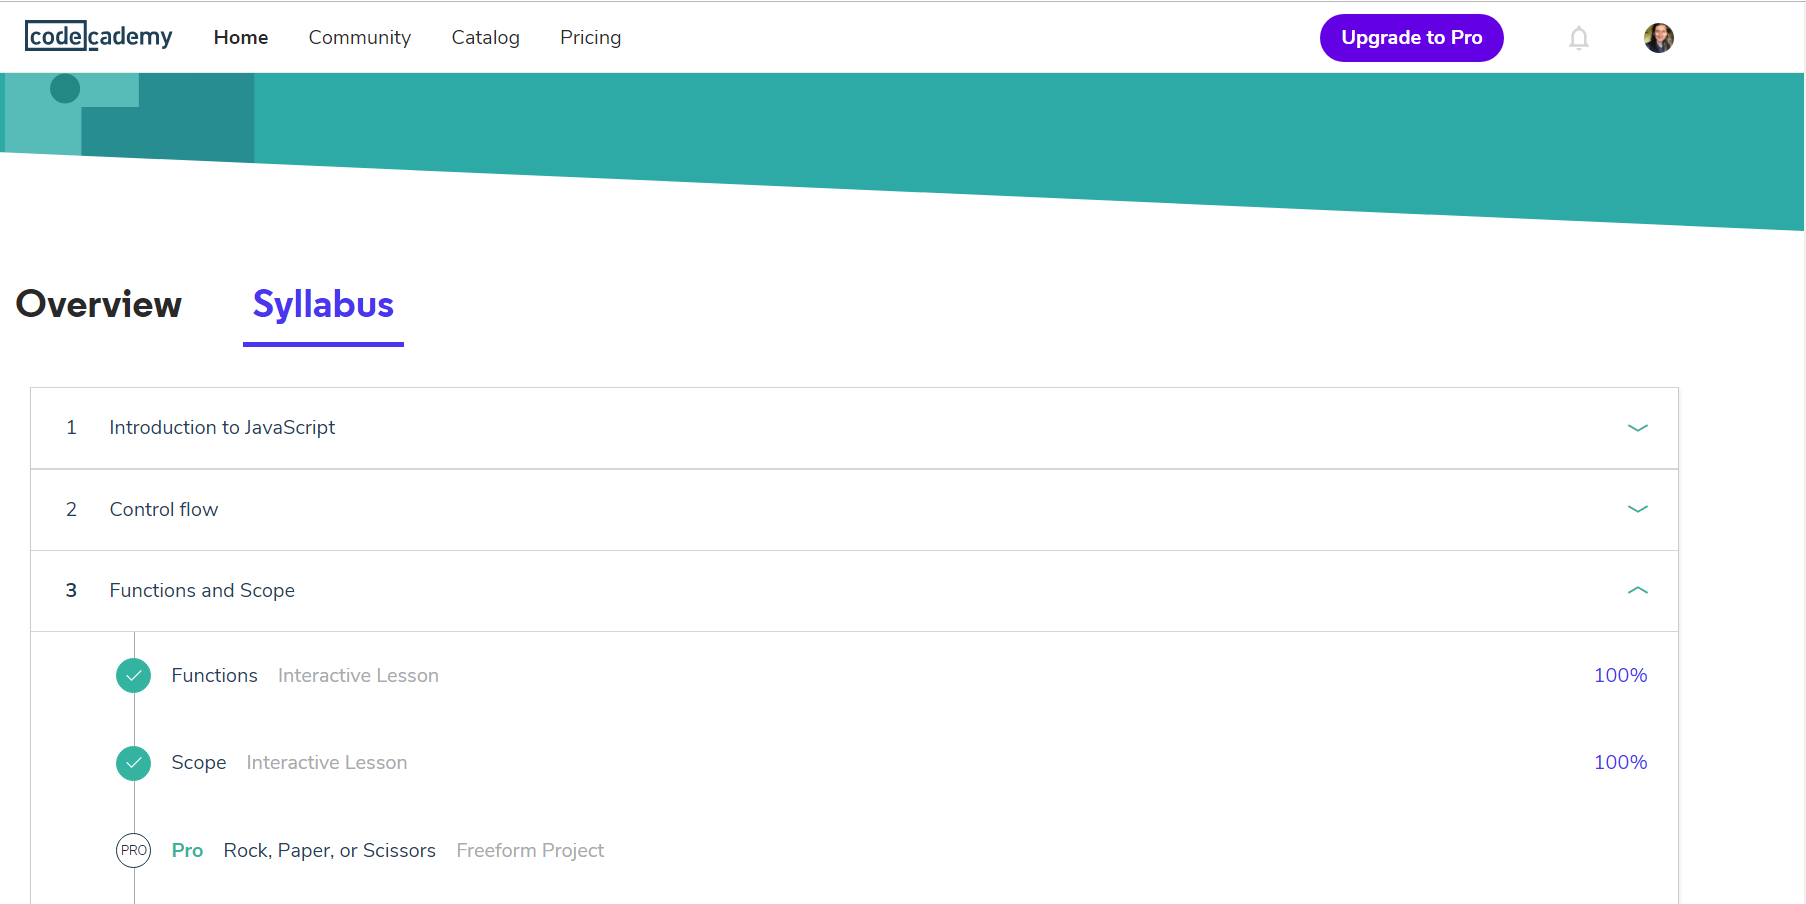 codecademy Home Community Catalog Pricing Upgrade to Pro
Overview Syllabus
1 Introduction to JavaScript
2 Control flow
3 Functions and Scope
Functions Interactive Lesson 100%
Scope Interactive Lesson 100%
PRO Pro Rock, Paper, or Scissors Freeform Project